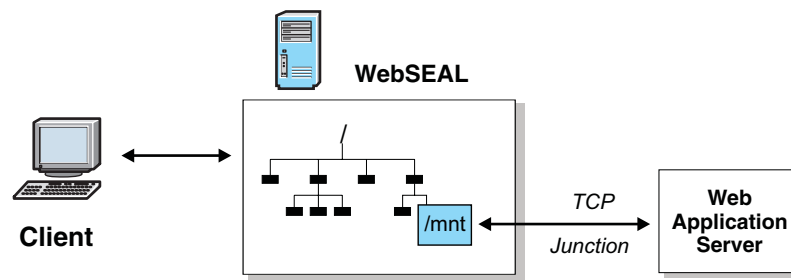 WebSEAL
/
Client
/mnt
TCP
Junction
Web
Application
Server